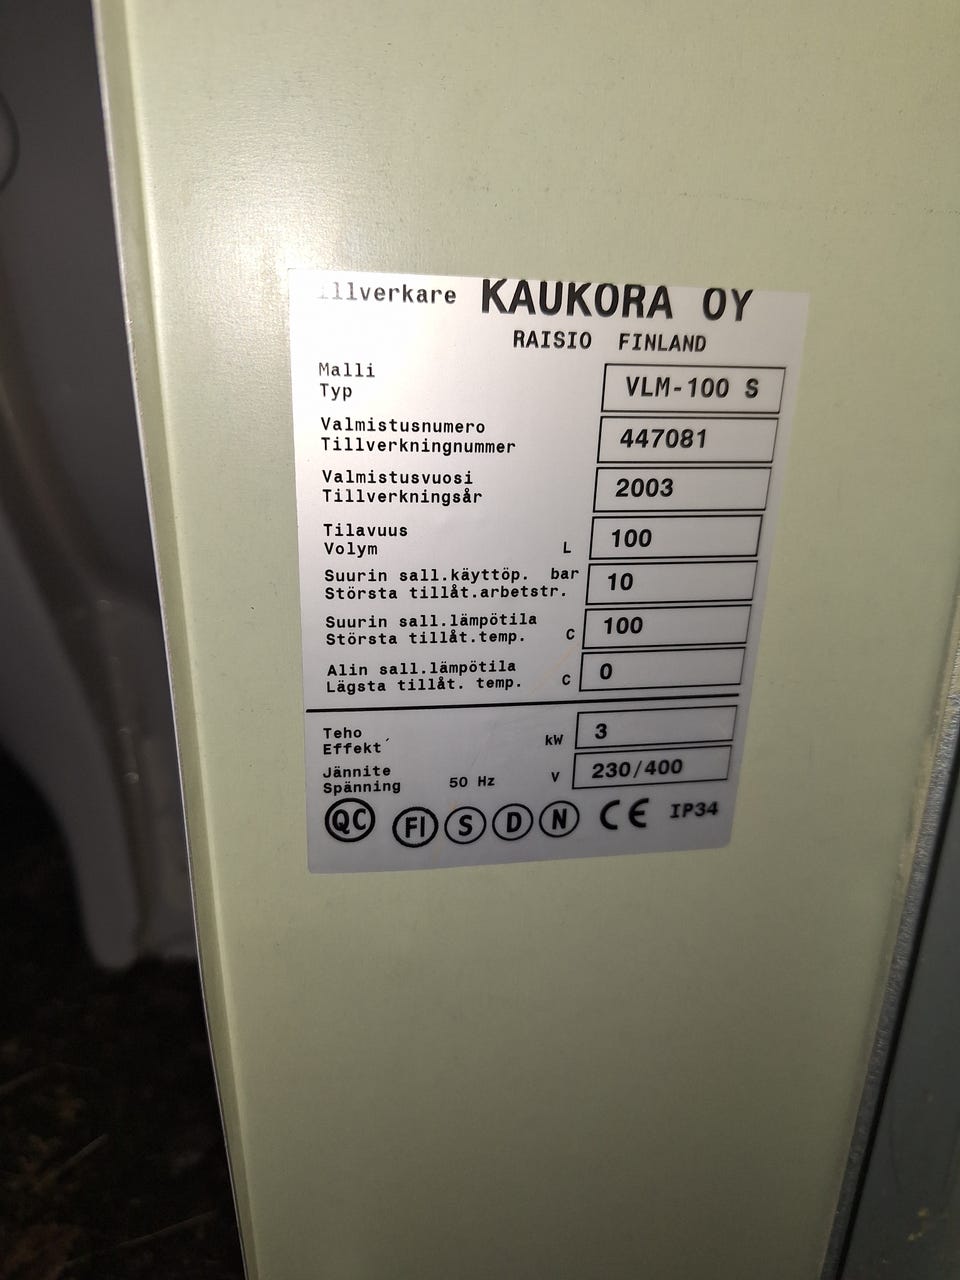 Tillverkare KAUKORA OY
RAISIO FINLAND
Malli
Typ VLM-100 S
Valmistusnumero
Tillverkningnummer 447081
Valmistusvuosi
Tillverkningsår 2003
Tilavuus
Volym L 100
Suurin sall.käyttöp. bar
Största tillåt.arbetstr. 10
Suurin sall.lämpötila
Största tillåt.temp. C 100
Alin sall.lämpötila
Lägsta tillåt. temp. C 0
Teho
Effekt kW 3
Jännite
Spänning 50 Hz V 230/400
QC FI S D N CE IP34